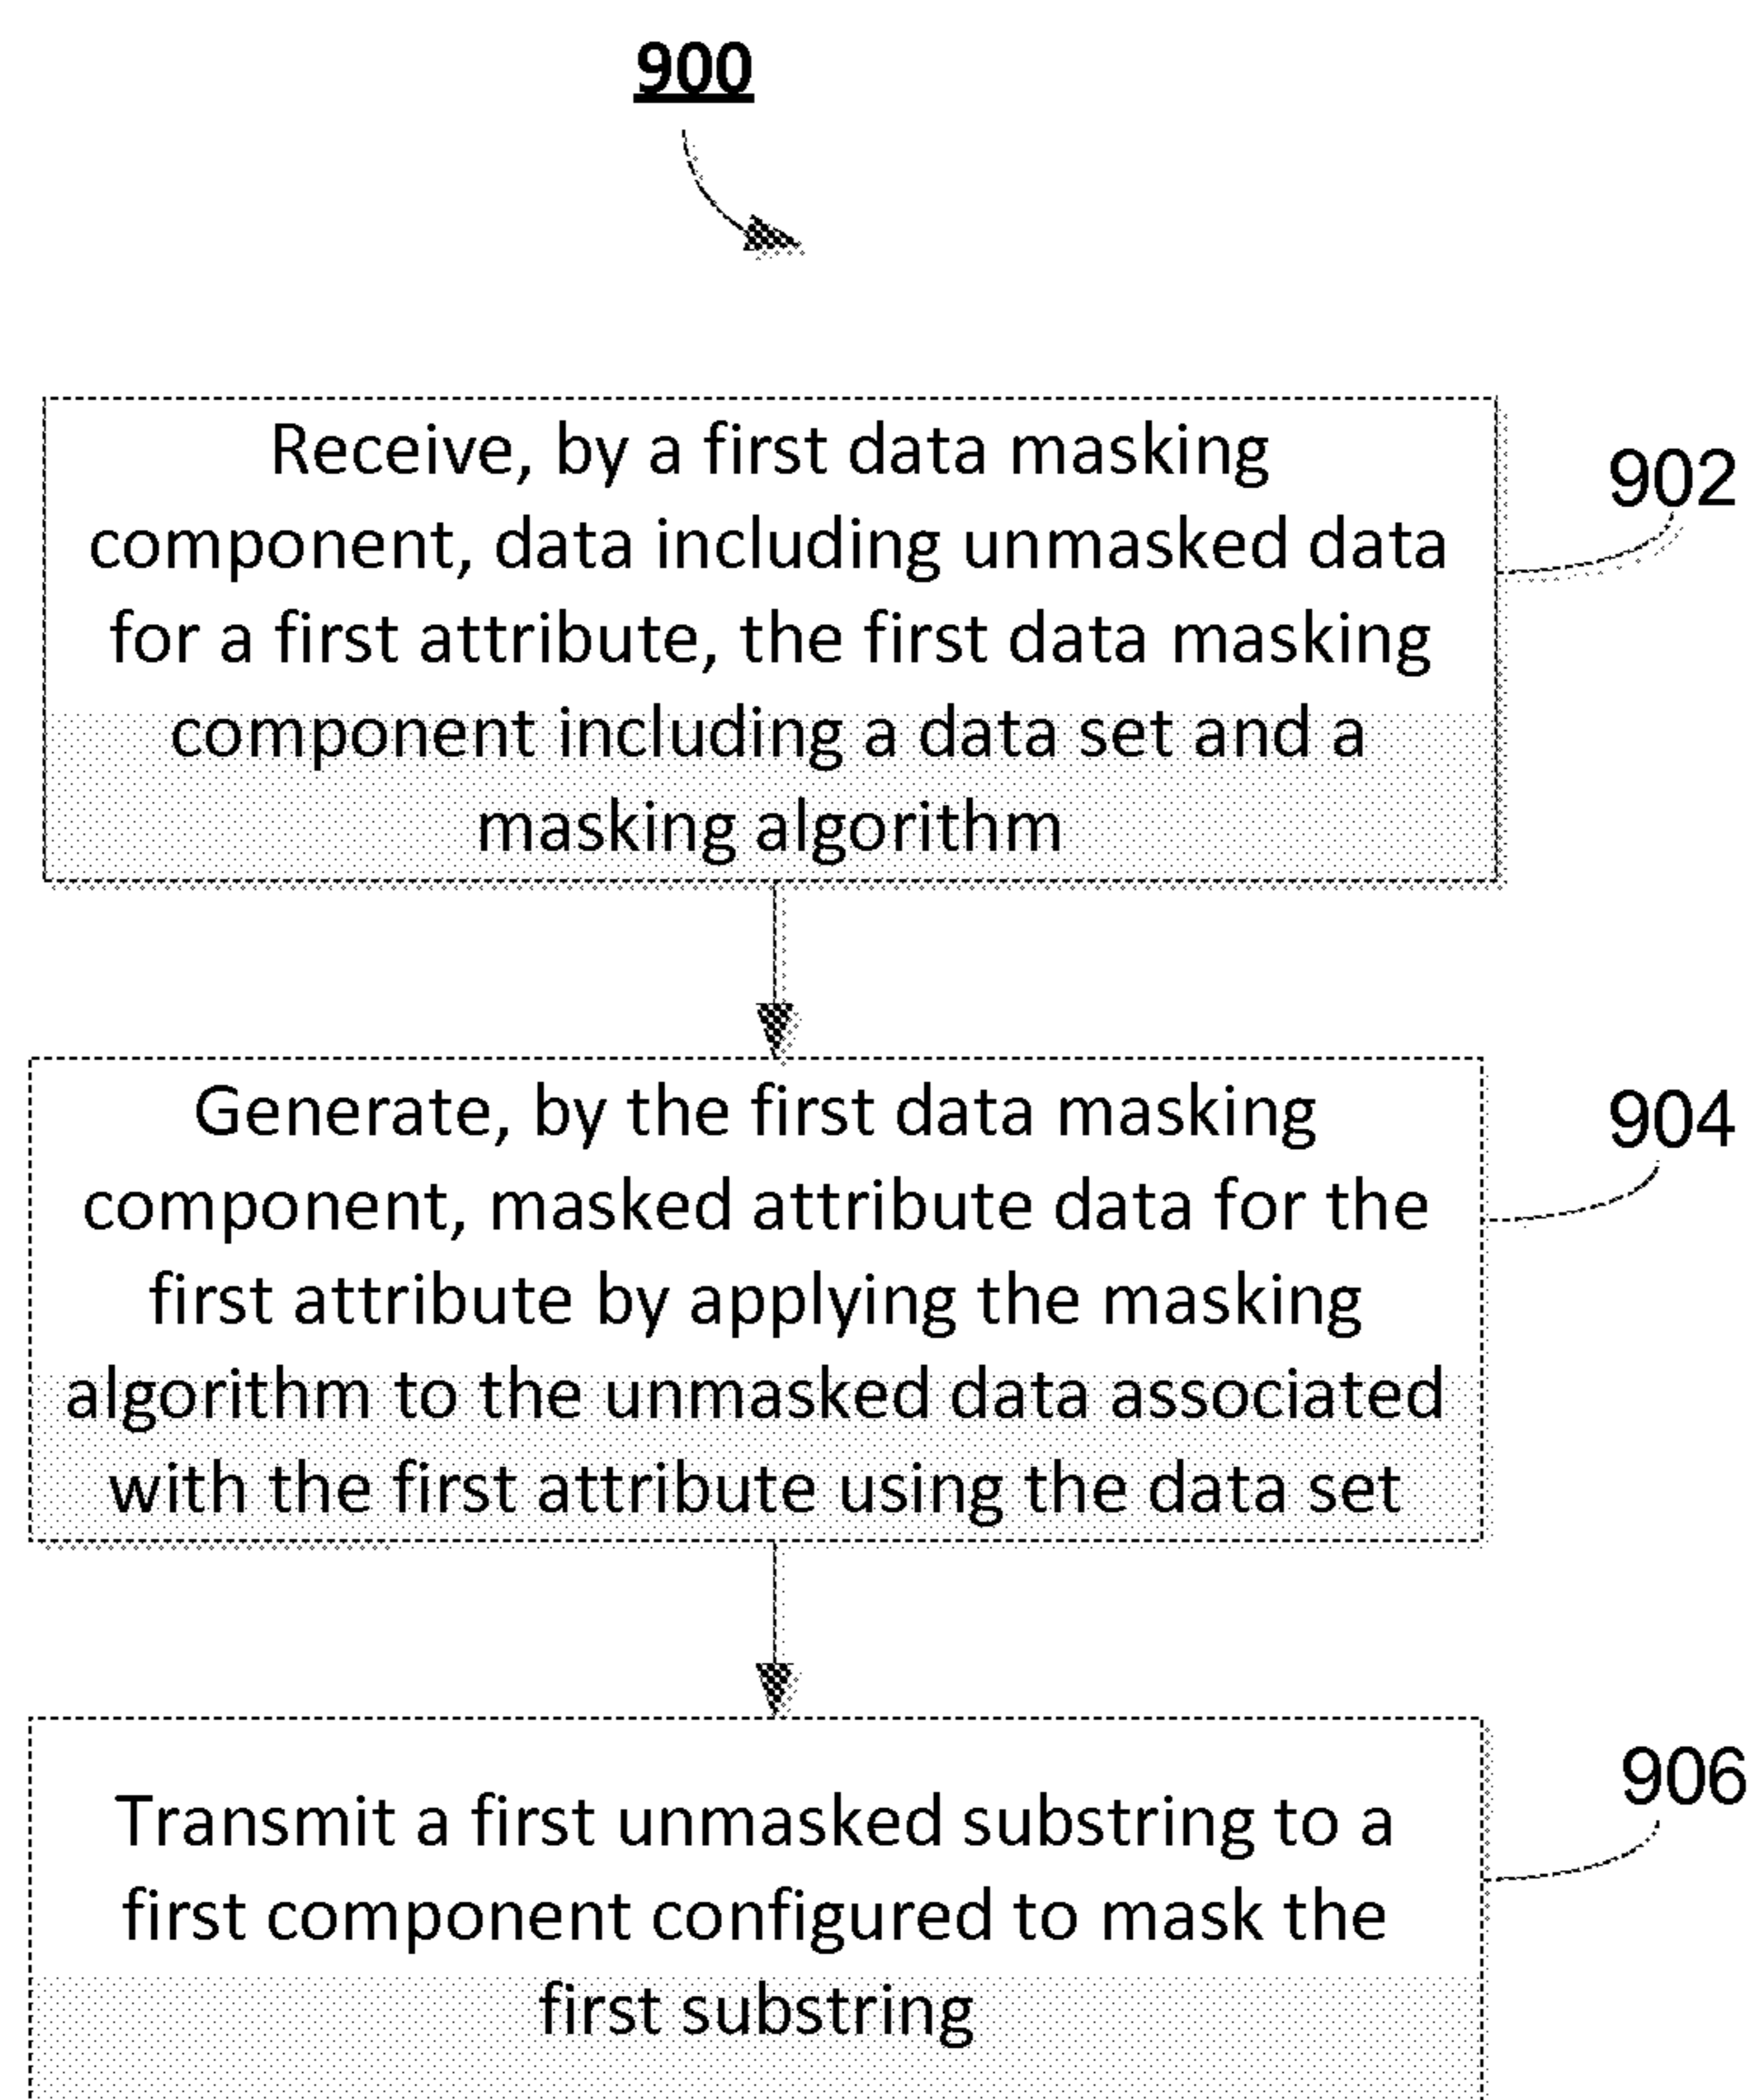 900
Receive, by a first data masking
component, data including unmasked data
for a first attribute, the first data masking
component including a data set and a
masking algorithm
902
Generate, by the first data masking
component, masked attribute data for the
first attribute by applying the masking
algorithm to the unmasked data associated
with the first attribute using the data set
904
Transmit a first unmasked substring to a
first component configured to mask the
first substring
906